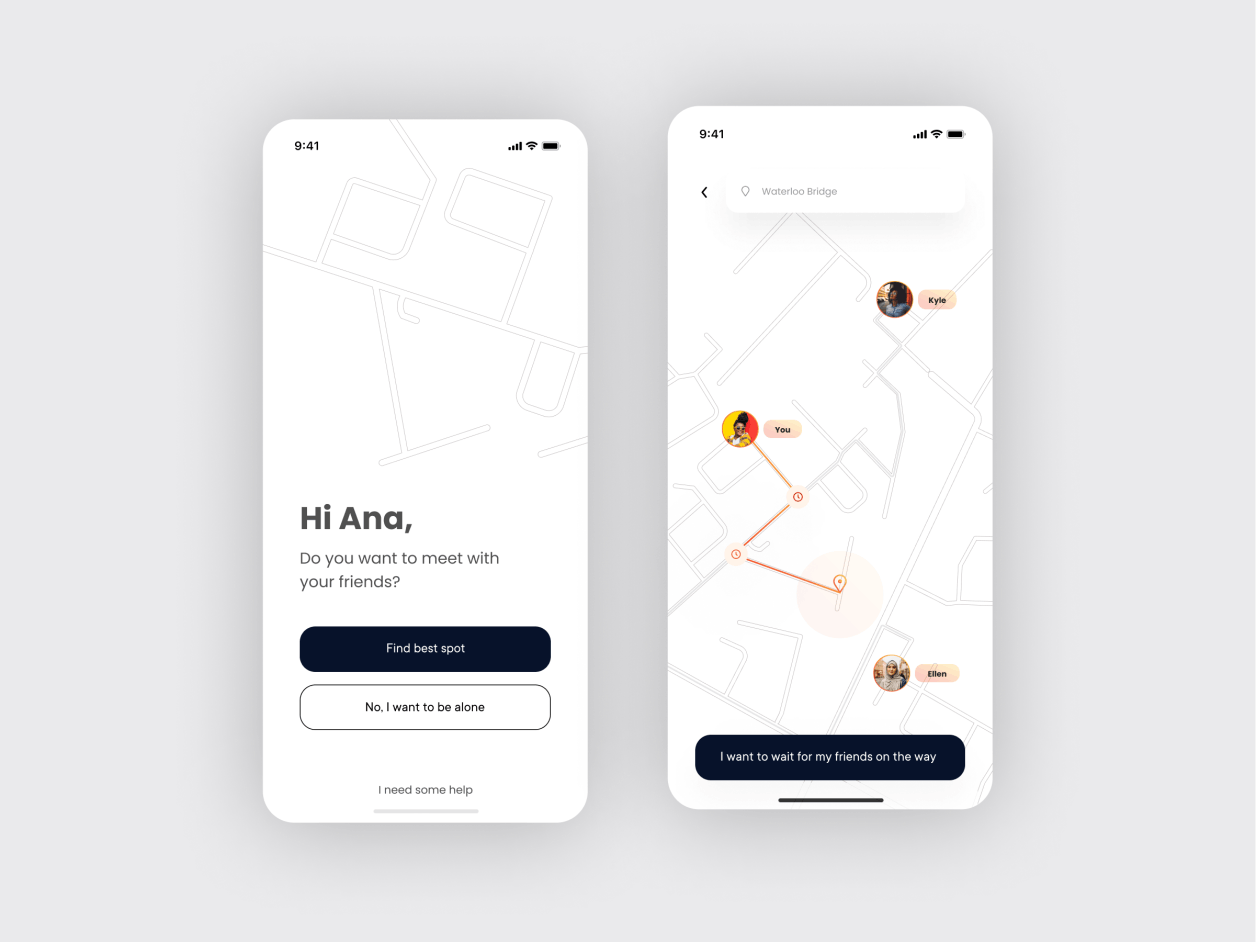 9:41
Hi Ana,
Do you want to meet with
your friends?
Find best spot
No, I want to be alone
I need some help
9:41
Waterloo Bridge
Kyle
You
Ellen
I want to wait for my friends on the way